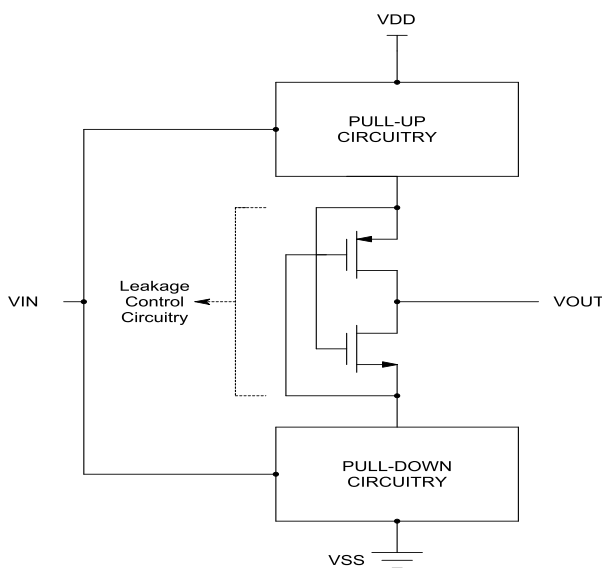 VDD
PULL-UP
CIRCUITRY
Leakage
Control
Circuitry
VIN
VOUT
PULL-DOWN
CIRCUITRY
VSS